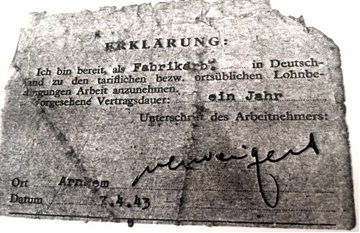 ERKLÄRUNG:
Ich bin bereit, als Fabrikarb. in Deutsch-
land zu den tariflichen bezw. ortsüblichen Lohnbe-
dingungen Arbeit anzunehmen.
Vorgesehene Vertragsdauer: ein Jahr
Unterschrift des Arbeitnehmers:
verweigert
Ort Arnhem
Datum 7.4.43